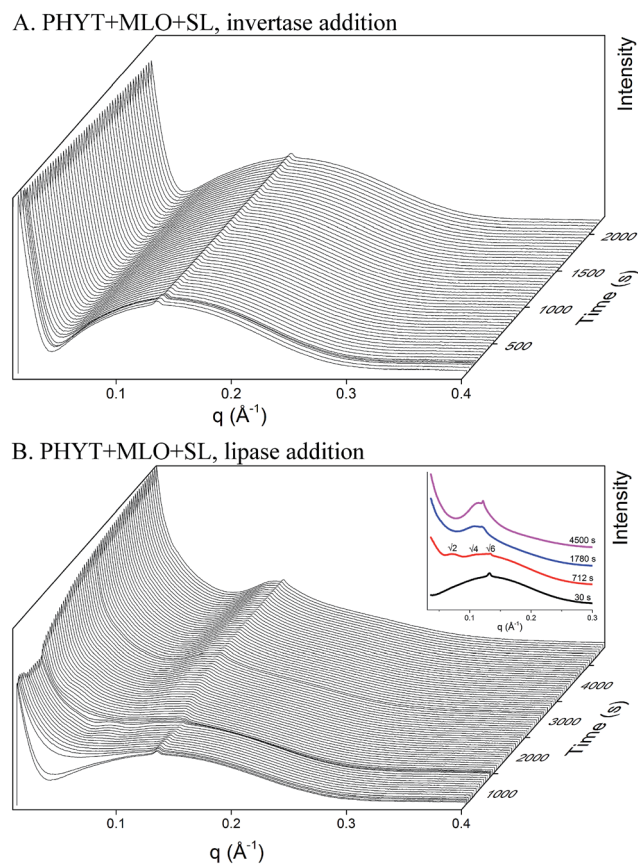 A. PHYT+MLO+SL, invertase addition
Intensity
2000
1500
1000
500
Time (s)
0.1 0.2 0.3 0.4
q (Å⁻¹)
B. PHYT+MLO+SL, lipase addition
Intensity
4500 s
1780 s
√2 √4 √6
712 s
30 s
0.1 0.2 0.3
q (Å⁻¹)
4000
3000
2000
1000
Time (s)
0.1 0.2 0.3 0.4
q (Å⁻¹)